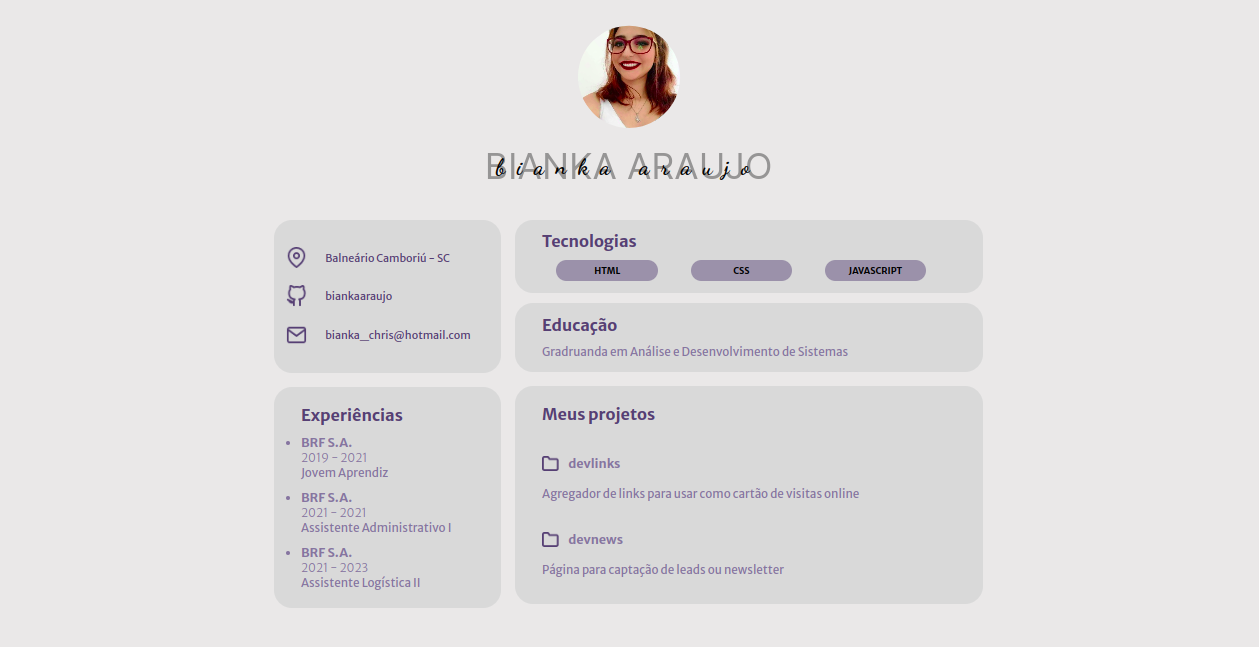 BIANKA ARAUJO
bianka araujo
Balneário Camboriú - SC
biankaaraujo
bianka_chris@hotmail.com
Experiências
BRF S.A.
2019 - 2021
Jovem Aprendiz
BRF S.A.
2021 - 2021
Assistente Administrativo I
BRF S.A.
2021 - 2023
Assistente Logística II
Tecnologias
HTML
CSS
JAVASCRIPT
Educação
Gradruanda em Análise e Desenvolvimento de Sistemas
Meus projetos
devlinks
Agregador de links para usar como cartão de visitas online
devnews
Página para captação de leads ou newsletter